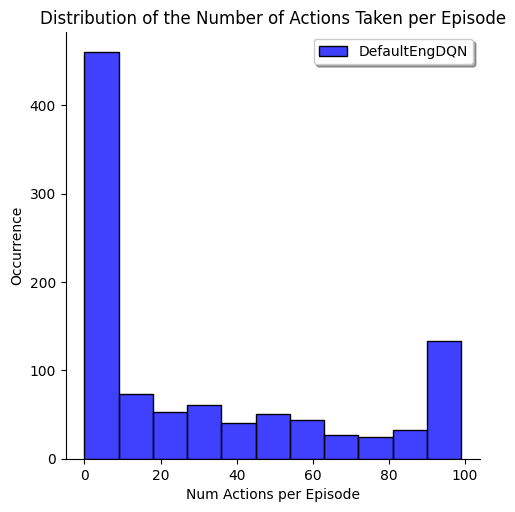 Distribution of the Number of Actions Taken per Episode
DefaultEngDQN
Occurrence
400
300
200
100
0
0 20 40 60 80 100
Num Actions per Episode